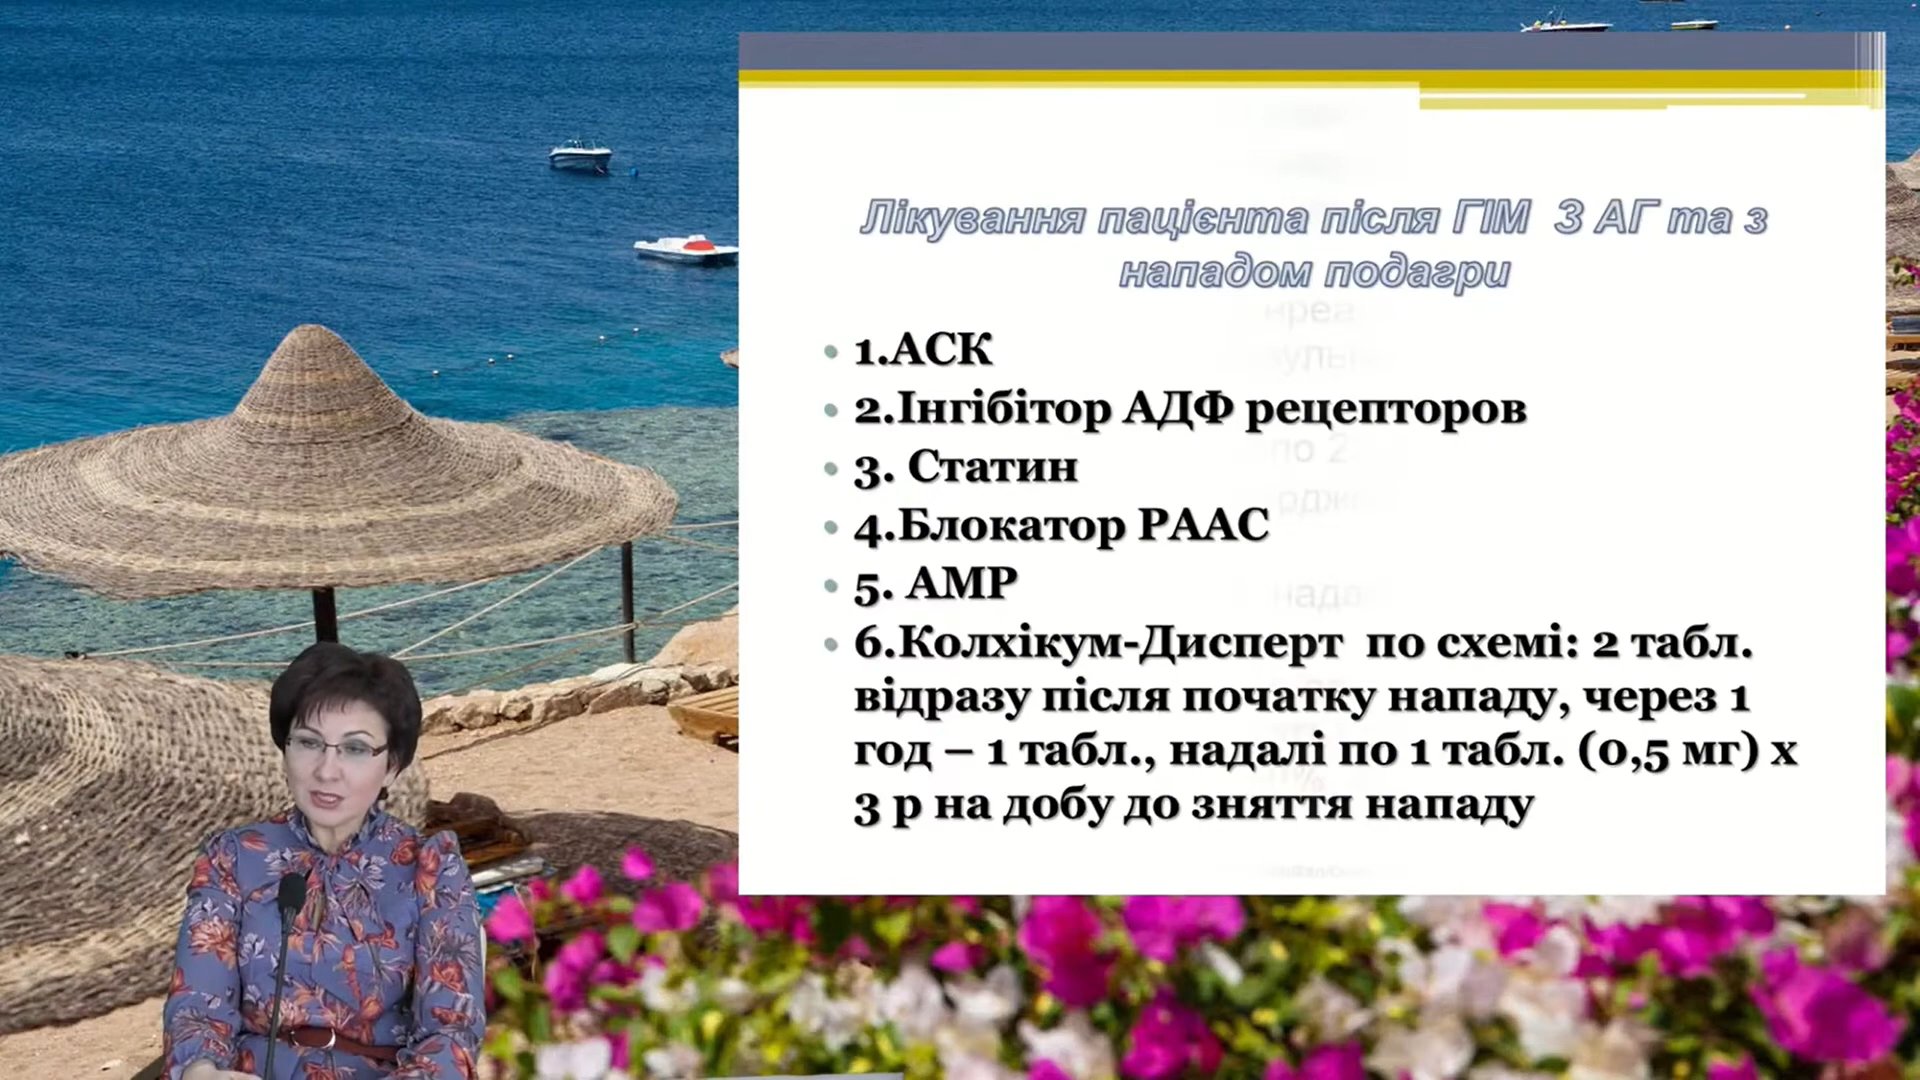 Лікування пацієнта після ГІМ З АГ та з
нападом подагри
1.АСК
2.Інгібітор АДФ рецепторов
3. Статин
4.Блокатор РААС
5. АМР
6.Колхікум-Дисперт по схемі: 2 табл.
відразу після початку нападу, через 1
год – 1 табл., надалі по 1 табл. (0,5 мг) х
3 р на добу до зняття нападу